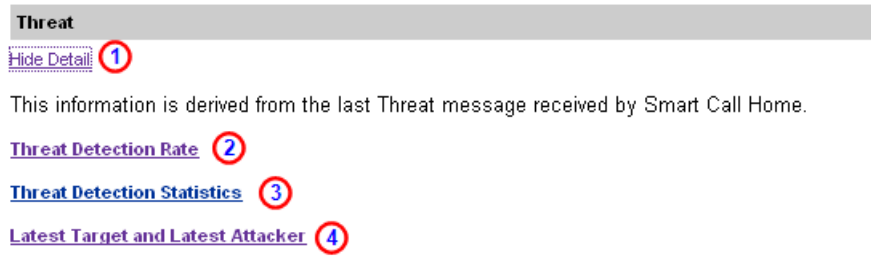 Threat
Hide Detail 1
This information is derived from the last Threat message received by Smart Call Home.
Threat Detection Rate 2
Threat Detection Statistics 3
Latest Target and Latest Attacker 4